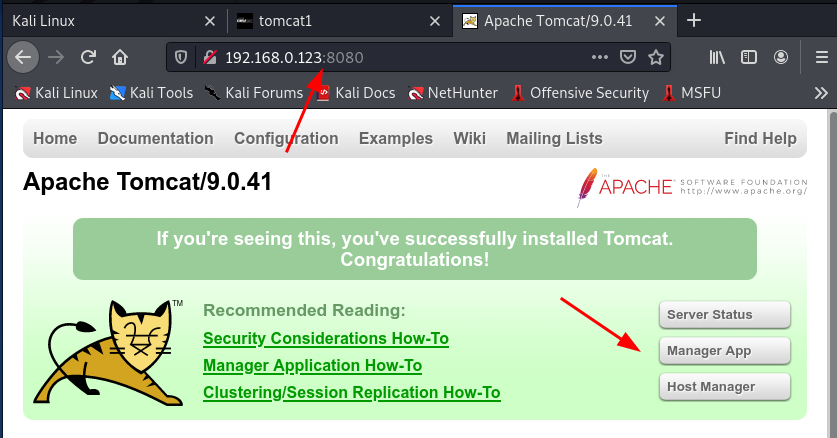 Kali Linux
tomcat1
Apache Tomcat/9.0.41
192.168.0.123:8080
Kali Linux Kali Tools Kali Forums Kali Docs NetHunter Offensive Security MSFU
Home Documentation Configuration Examples Wiki Mailing Lists Find Help
Apache Tomcat/9.0.41
THE
APACHE
SOFTWARE FOUNDATION
http://www.apache.org/
If you're seeing this, you've successfully installed Tomcat.
Congratulations!
TM
Recommended Reading:
Security Considerations How-To
Manager Application How-To
Clustering/Session Replication How-To
Server Status
Manager App
Host Manager